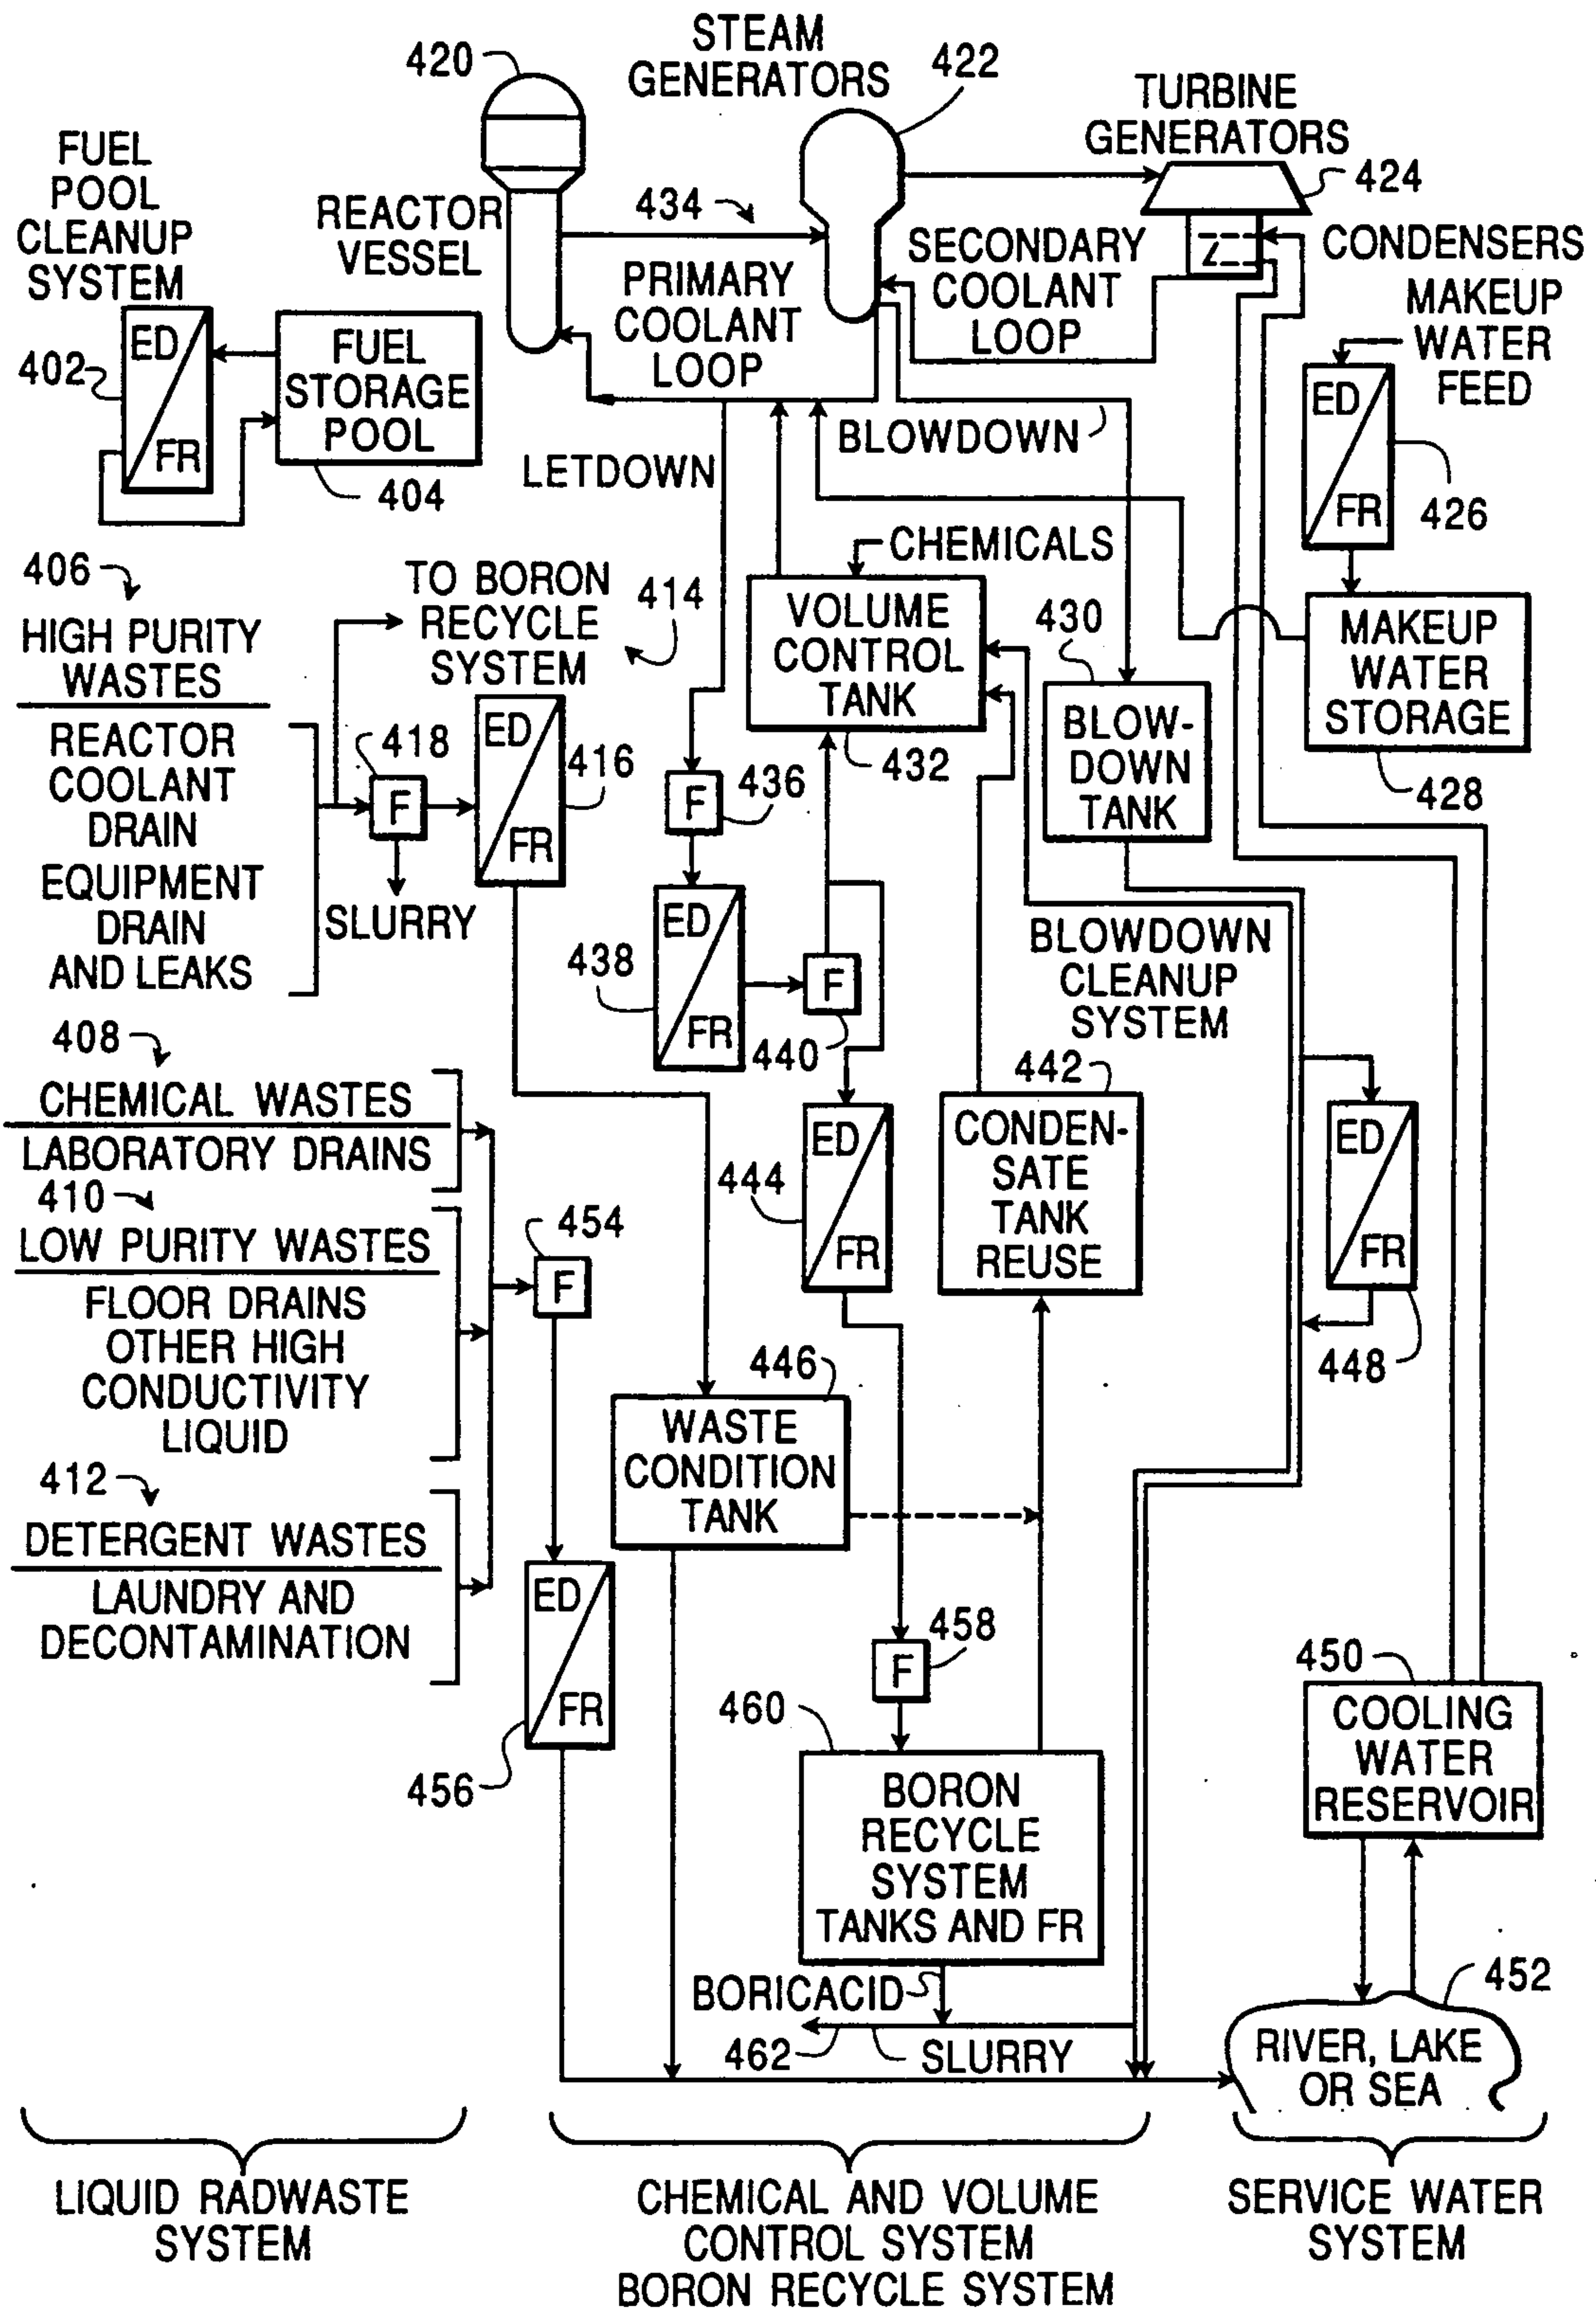 420
STEAM
GENERATORS
422
TURBINE
GENERATORS
424
FUEL
POOL
CLEANUP
SYSTEM
REACTOR
VESSEL
434
PRIMARY
COOLANT
LOOP
SECONDARY
COOLANT
LOOP
CONDENSERS
MAKEUP
WATER
FEED
402
ED
FR
FUEL
STORAGE
POOL
404
LETDOWN
BLOWDOWN
ED
FR
426
406
HIGH PURITY
WASTES
REACTOR
COOLANT
DRAIN
EQUIPMENT
DRAIN
AND LEAKS
TO BORON
RECYCLE
SYSTEM
414
418
F
SLURRY
ED
FR
416
CHEMICALS
VOLUME
CONTROL
TANK
432
430
BLOW-
DOWN
TANK
MAKEUP
WATER
STORAGE
428
F
436
ED
FR
438
F
440
BLOWDOWN
CLEANUP
SYSTEM
408
CHEMICAL WASTES
LABORATORY DRAINS
410
LOW PURITY WASTES
FLOOR DRAINS
OTHER HIGH
CONDUCTIVITY
LIQUID
412
DETERGENT WASTES
LAUNDRY AND
DECONTAMINATION
454
F
ED
FR
456
444
ED
FR
442
CONDEN-
SATE
TANK
REUSE
ED
FR
448
446
WASTE
CONDITION
TANK
458
F
460
BORON
RECYCLE
SYSTEM
TANKS AND FR
BORICACID
462
SLURRY
450
COOLING
WATER
RESERVOIR
452
RIVER, LAKE
OR SEA
LIQUID RADWASTE
SYSTEM
CHEMICAL AND VOLUME
CONTROL SYSTEM
BORON RECYCLE SYSTEM
SERVICE WATER
SYSTEM